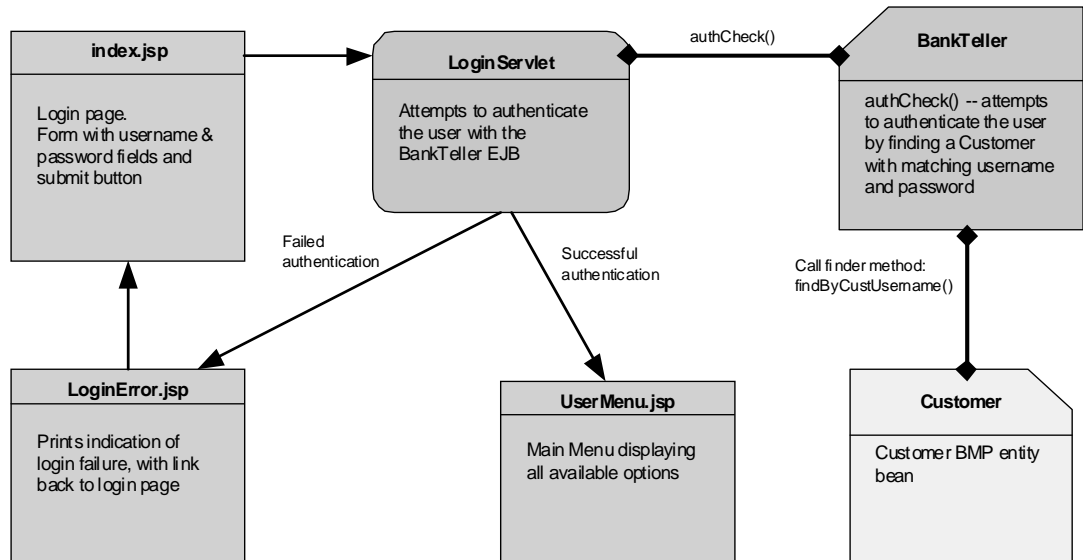 index.jsp
Login page.
Form with username &
password fields and
submit button
LoginServlet
Attempts to authenticate
the user with the
BankTeller EJB
authCheck()
BankTeller
authCheck() -- attempts
to authenticate the user
by finding a Customer
with matching username
and password
Failed
authentication
Successful
authentication
Call finder method:
findByCustUsername()
LoginError.jsp
Prints indication of
login failure, with link
back to login page
UserMenu.jsp
Main Menu displaying
all available options
Customer
Customer BMP entity
bean